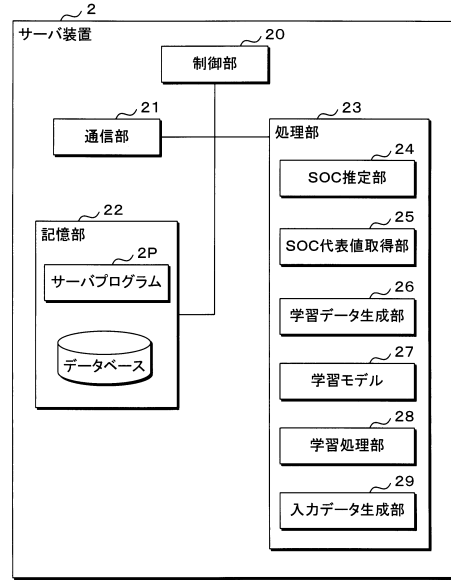 2
サーバ装置
20
制御部
21
通信部
22
記憶部
2P
サーバプログラム
データベース
23
処理部
24
SOC推定部
25
SOC代表値取得部
26
学習データ生成部
27
学習モデル
28
学習処理部
29
入力データ生成部